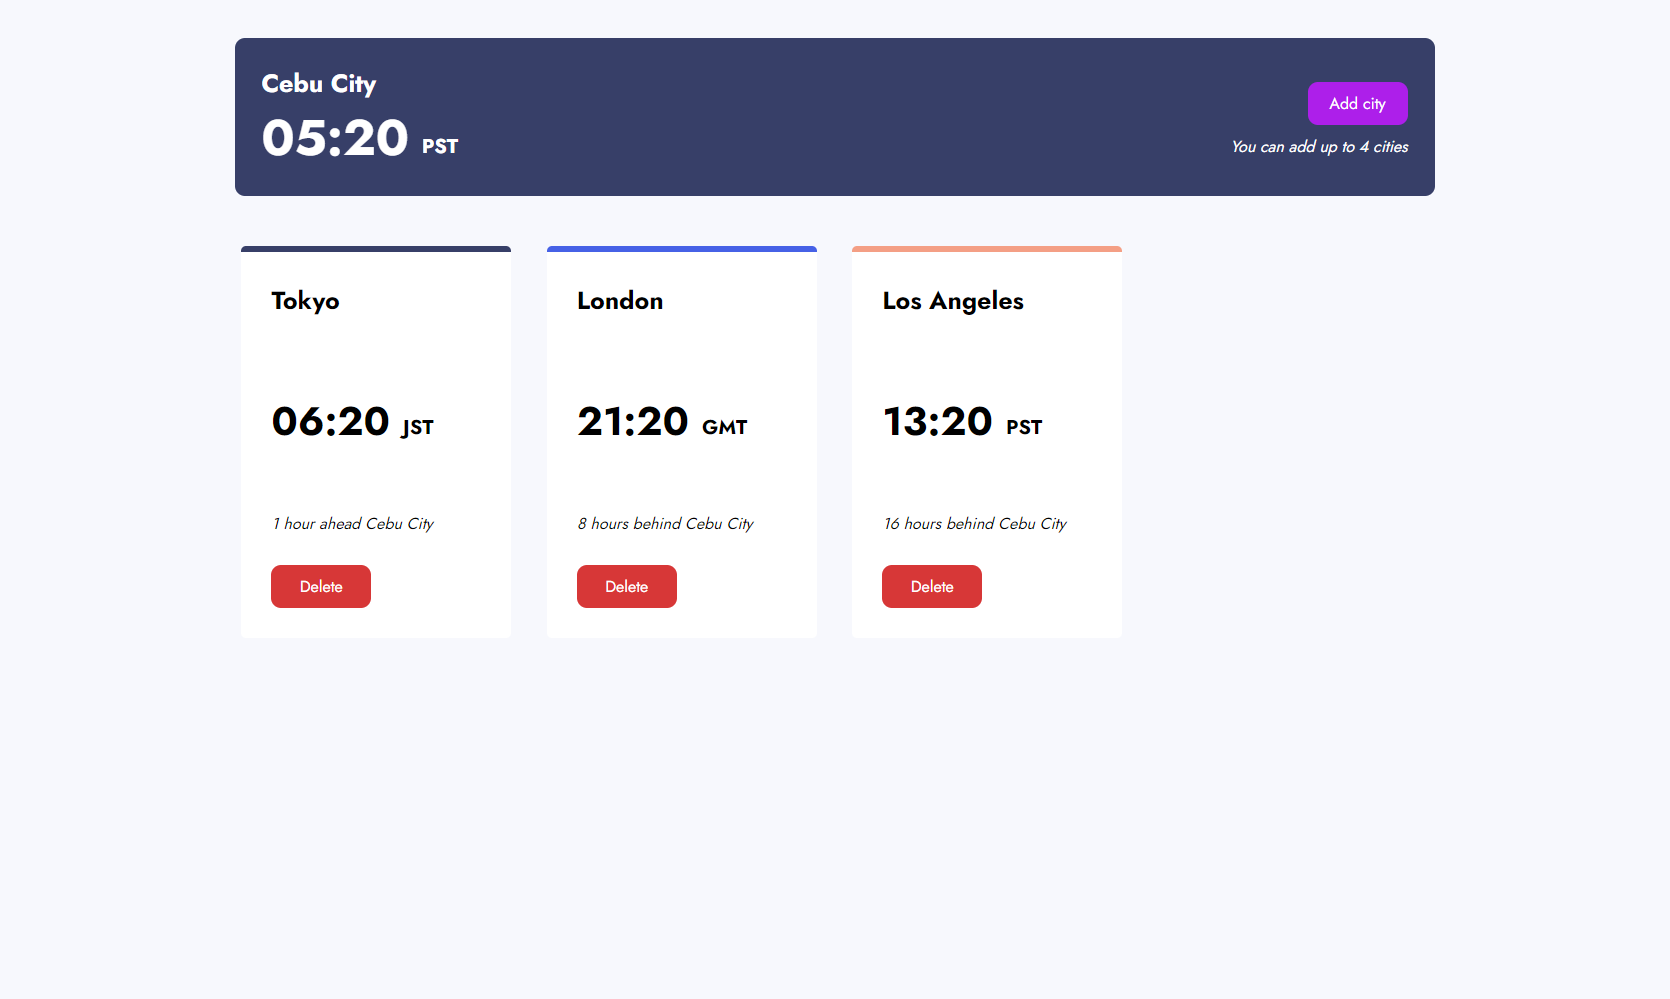 Cebu City
05:20 PST
Add city
You can add up to 4 cities
Tokyo
06:20 JST
1 hour ahead Cebu City
Delete
London
21:20 GMT
8 hours behind Cebu City
Delete
Los Angeles
13:20 PST
16 hours behind Cebu City
Delete